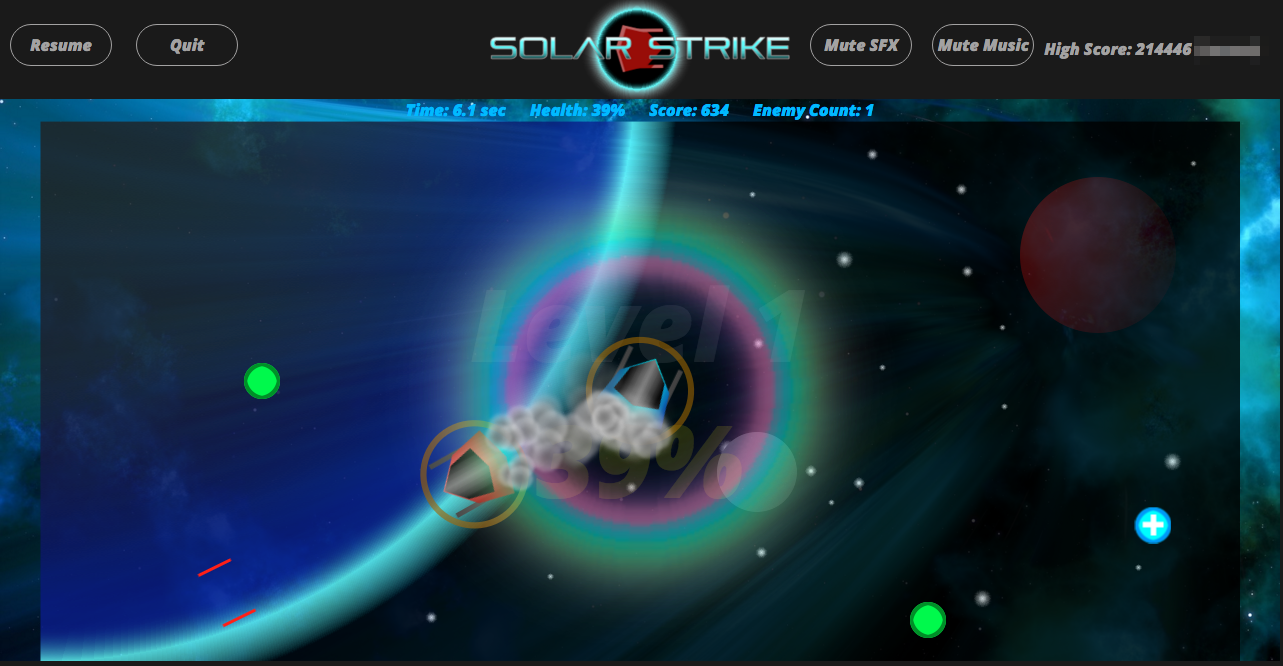 Resume
Quit
SOLAR STRIKE
Mute SFX
Mute Music
High Score: 214446
Time: 6.1 sec Health: 39% Score: 634 Enemy Count: 1
Level 1
39%